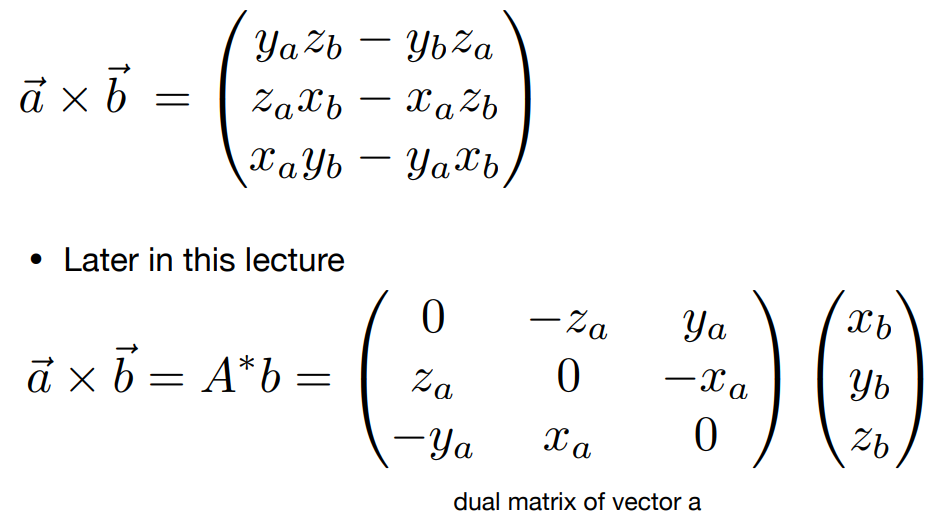 $\vec{a} \times \vec{b} = \begin{pmatrix} y_a z_b - y_b z_a \\ z_a x_b - x_a z_b \\ x_a y_b - y_a x_b \end{pmatrix}$
• Later in this lecture
$\vec{a} \times \vec{b} = A^* b = \begin{pmatrix} 0 & -z_a & y_a \\ z_a & 0 & -x_a \\ -y_a & x_a & 0 \end{pmatrix} \begin{pmatrix} x_b \\ y_b \\ z_b \end{pmatrix}$
dual matrix of vector a